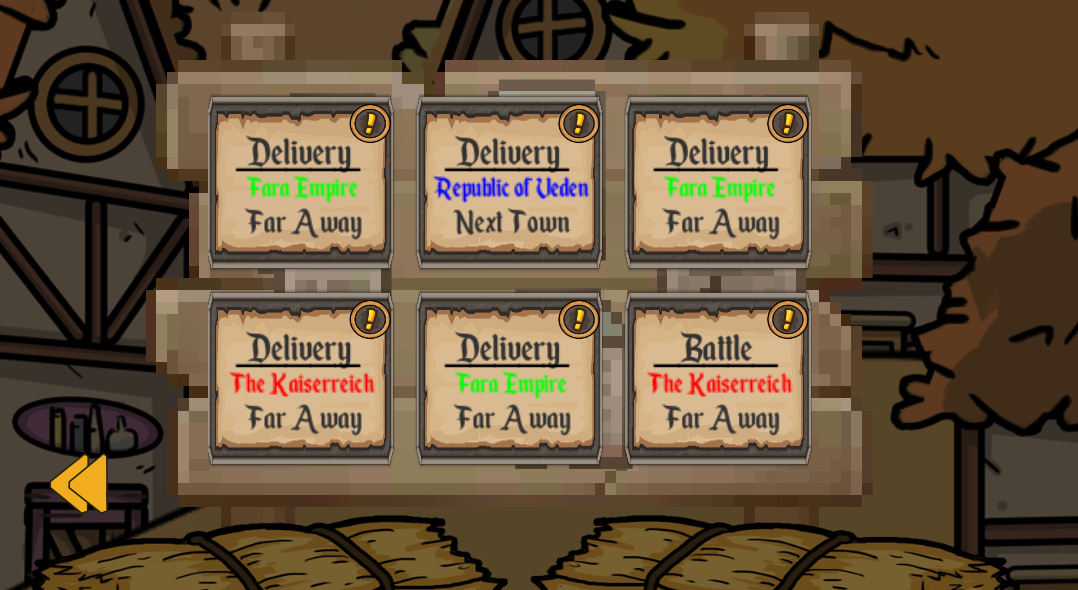 !
Delivery
Fara Empire
Far Away
!
Delivery
Republic of Veden
Next Town
!
Delivery
Fara Empire
Far Away
!
Delivery
The Kaiserreich
Far Away
!
Delivery
Fara Empire
Far Away
!
Battle
The Kaiserreich
Far Away